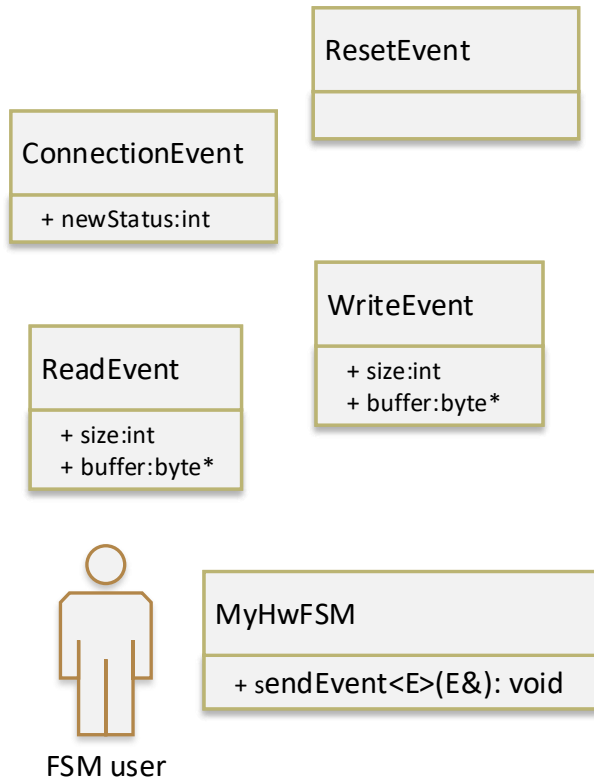 ResetEvent
ConnectionEvent
+ newStatus:int
WriteEvent
+ size:int
+ buffer:byte*
ReadEvent
+ size:int
+ buffer:byte*
MyHwFSM
+ sendEvent<E>(E&): void
FSM user